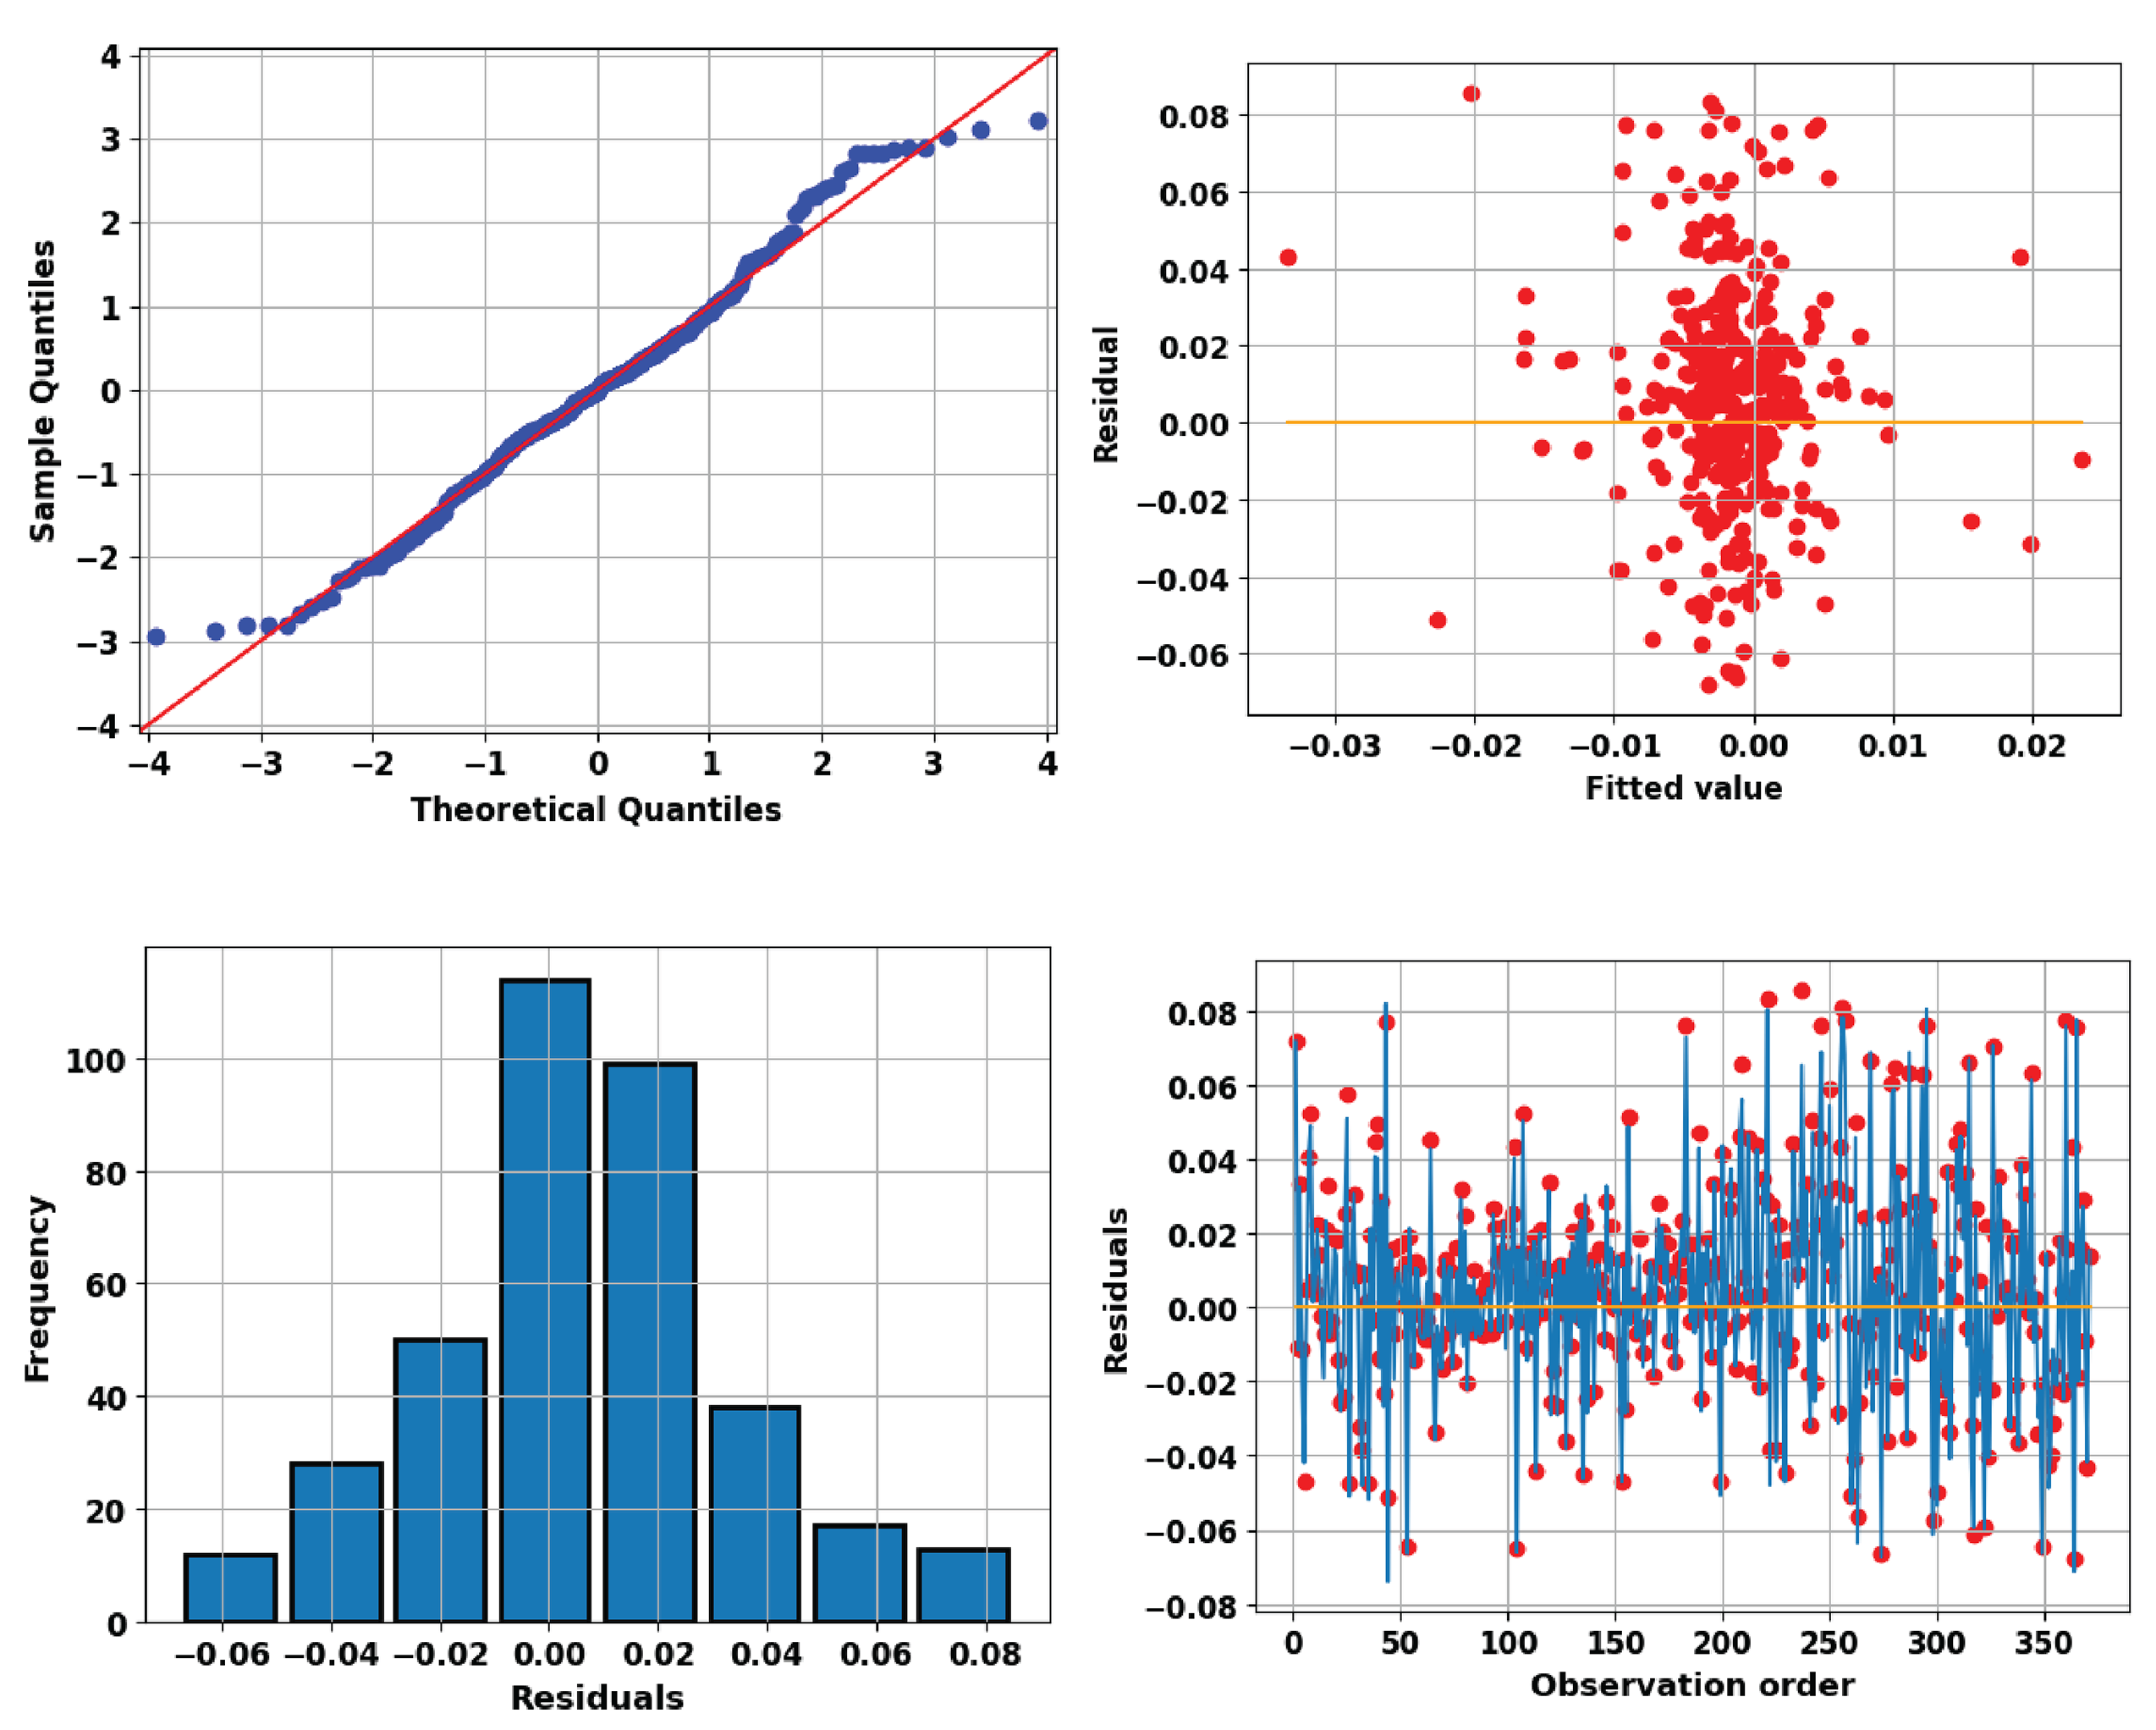 4
3
2
1
0
−1
−2
−3
−4
Sample Quantiles
−4 −3 −2 −1 0 1 2 3 4
Theoretical Quantiles
0.08
0.06
0.04
0.02
0.00
−0.02
−0.04
−0.06
Residual
−0.03 −0.02 −0.01 0.00 0.01 0.02
Fitted value
100
80
60
40
20
0
Frequency
−0.06 −0.04 −0.02 0.00 0.02 0.04 0.06 0.08
Residuals
0.08
0.06
0.04
0.02
0.00
−0.02
−0.04
−0.06
−0.08
Residuals
0 50 100 150 200 250 300 350
Observation order